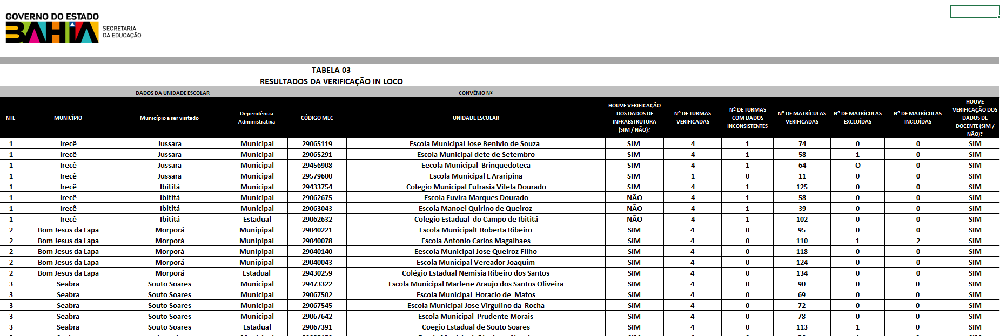 GOVERNO DO ESTADO
BAHIA
SECRETARIA
DA EDUCAÇÃO
TABELA 03
RESULTADOS DA VERIFICAÇÃO IN LOCO
DADOS DA UNIDADE ESCOLAR CONVÊNIO Nº
NTE MUNICÍPIO Município a ser visitado Dependência Administrativa CÓDIGO MEC UNIDADE ESCOLAR HOUVE VERIFICAÇÃO DOS DADOS DE INFRAESTRUTURA (SIM / NÃO)? Nº DE TURMAS VERIFICADAS Nº DE TURMAS COM DADOS INCONSISTENTES Nº DE MATRÍCULAS VERIFICADAS Nº DE MATRÍCULAS EXCLUÍDAS Nº DE MATRÍCULAS INCLUÍDAS HOUVE VERIFICAÇÃO DOS DADOS DE DOCENTE (SIM / NÃO)?
1 Irecê Jussara Municipal 29065119 Escola Municipal Jose Benivio de Souza SIM 4 1 74 0 0 SIM
1 Irecê Jussara Municipal 29065291 Escola Municipal dete de Setembro SIM 4 1 58 1 0 SIM
1 Irecê Jussara Municipal 29456908 Eecola Municipal Brinquedoteca SIM 4 1 64 O 0 SIM
1 Irecê Jussara Municipal 29579600 Escola Municipal L Araripina SIM 1 0 11 0 0 SIM
1 Irecê Ibititá Municipal 29433754 Colegio Municipal Eufrasia Vilela Dourado SIM 4 1 125 0 0 SIM
1 Irecê Ibititá Municipal 29062675 Escola Euvira Marques Dourado NÃO 4 1 58 0 0 SIM
1 Irecê Ibititá Municipal 29063043 Escola Manoel Quirino de Queiroz NÃO 4 1 39 0 0 SIM
1 Irecê Ibititá Estadual 29062632 Colegio Estadual do Campo de Ibititá NÃO 4 1 102 0 0 SIM
2 Bom Jesus da Lapa Morporá Munipipal 29040221 Escola MunicipalL Roberta Ribeiro SIM 4 0 95 0 0 SIM
2 Bom Jesus da Lapa Morporá Munipipal 29040078 Escola Antonio Carlos Magalhaes SIM 4 0 110 1 2 SIM
2 Bom Jesus da Lapa Morporá Munipipal 29040140 Eescola Municipal Jose Queiroz Filho SIM 4 0 118 0 0 SIM
2 Bom Jesus da Lapa Morporá Munipipal 29040043 Escola Municipal Vereador Joaquim SIM 4 0 124 0 0 SIM
2 Bom Jesus da Lapa Morporá Estadual 29430259 Colégio Estadual Nemisia Ribeiro dos Santos SIM 4 0 134 0 0 SIM
3 Seabra Souto Soares Municipal 29473322 Escola Municipal Marlene Araujo dos Santos Oliveira SIM 4 0 90 0 0 SIM
3 Seabra Souto Soares Municipal 29067502 Escola Municipal Horacio de Matos SIM 4 0 69 0 0 SIM
3 Seabra Souto Soares Municipal 29067545 Escola Municipal Jose Virgulino da Rocha SIM 4 0 72 0 0 SIM
3 Seabra Souto Soares Municipal 29067642 Escola Municipal Prudente Morais SIM 4 0 78 0 0 SIM
3 Seabra Souto Soares Estadual 29067391 Coegio Estadual de Souto Soares SIM 4 0 113 1 0 SIM